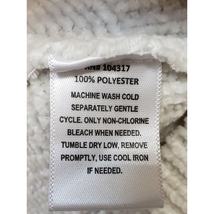 RN# 104317
100% POLYESTER
MACHINE WASH COLD
SEPARATELY GENTLE
CYCLE. ONLY NON-CHLORINE
BLEACH WHEN NEEDED.
TUMBLE DRY LOW, REMOVE
PROMPTLY, USE COOL IRON
IF NEEDED.